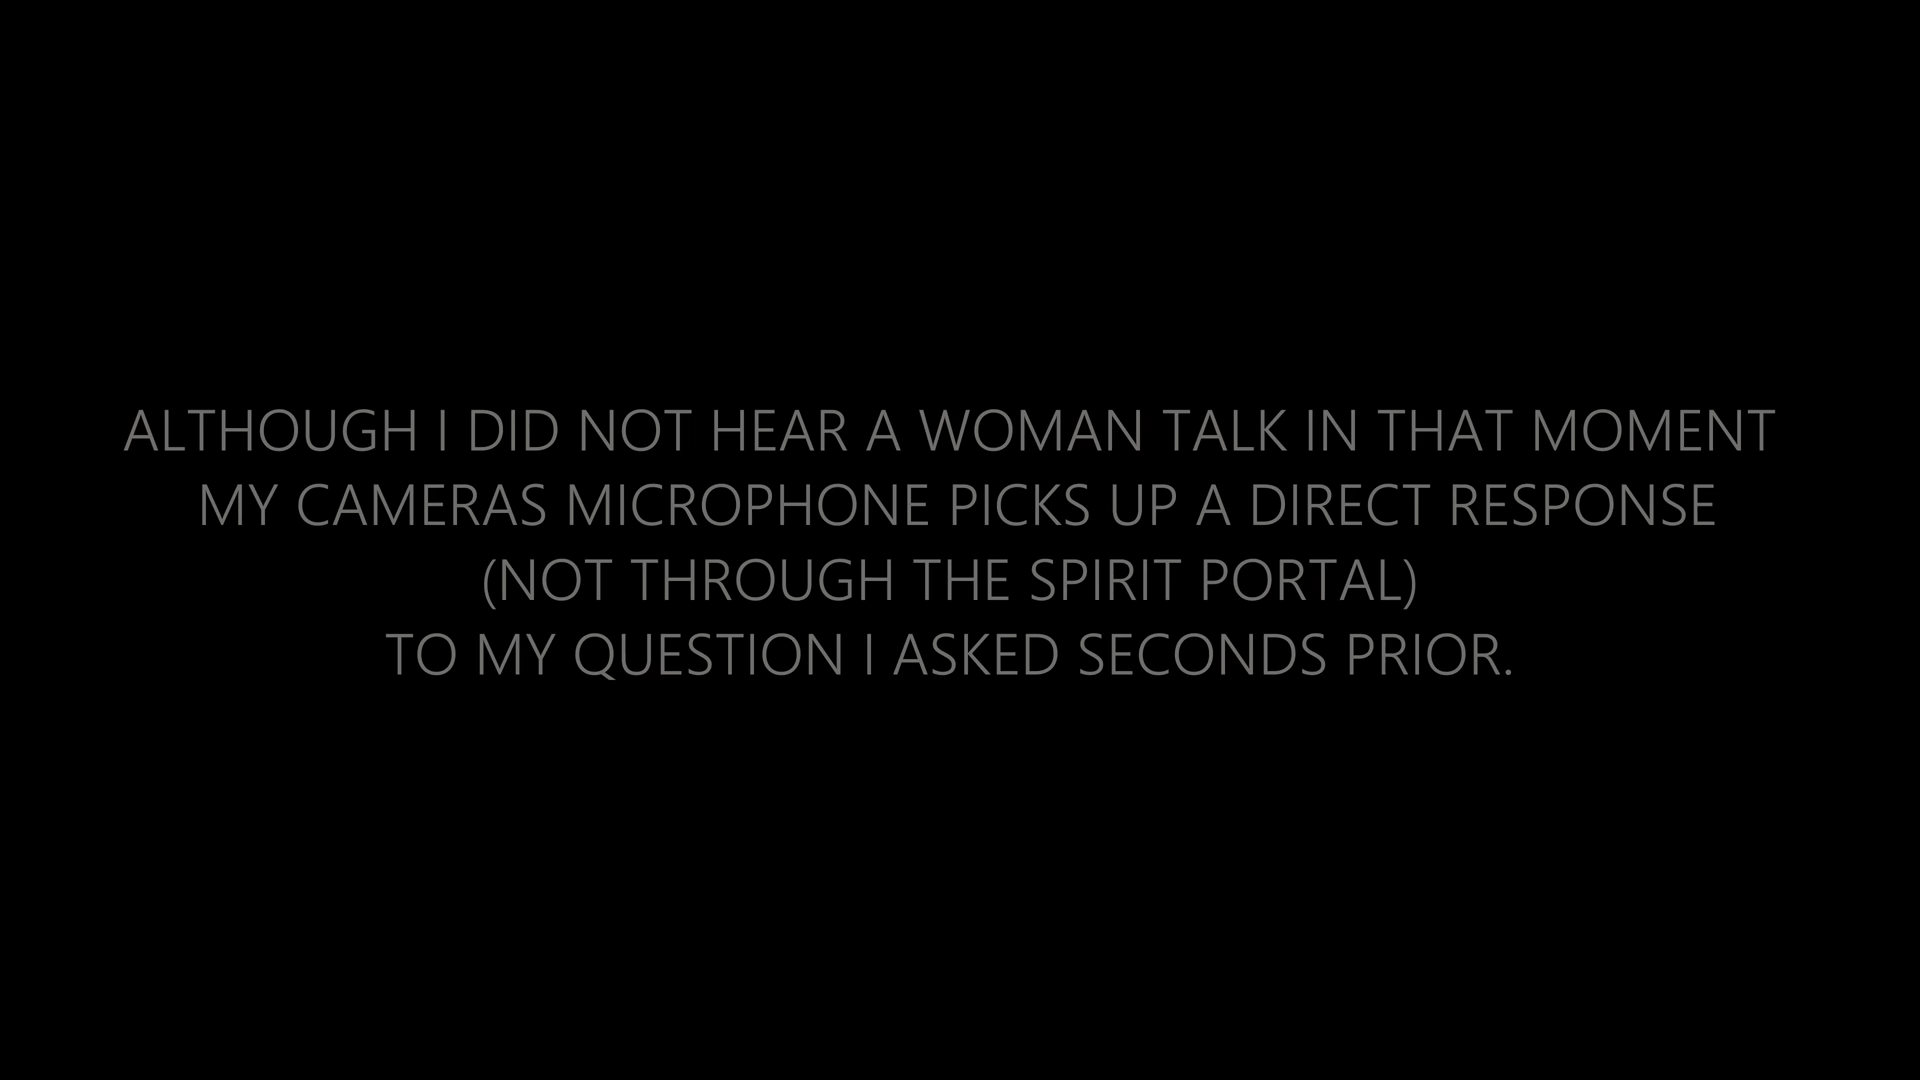 ALTHOUGH I DID NOT HEAR A WOMAN TALK IN THAT MOMENT
MY CAMERAS MICROPHONE PICKS UP A DIRECT RESPONSE
(NOT THROUGH THE SPIRIT PORTAL)
TO MY QUESTION I ASKED SECONDS PRIOR.